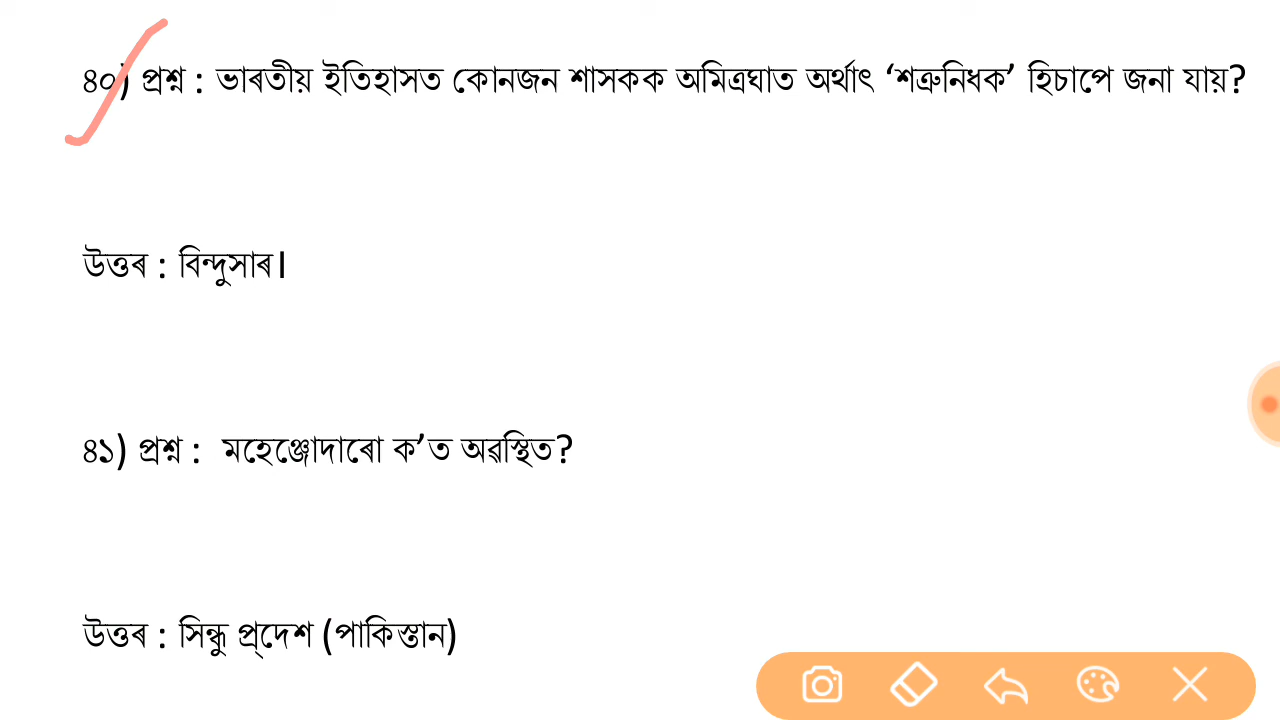 ৪০) প্ৰশ্ন : ভাৰতীয় ইতিহাসত কোনজন শাসকক অমিত্ৰঘাত অৰ্থাৎ ‘শত্ৰুনিধক’ হিচাপে জনা যায়?
উত্তৰ : বিন্দুসাৰ।
৪১) প্ৰশ্ন : মহেঞ্জোদাৰো ক’ত অৱস্থিত?
উত্তৰ : সিন্ধু প্ৰ্দেশ (পাকিস্তান)